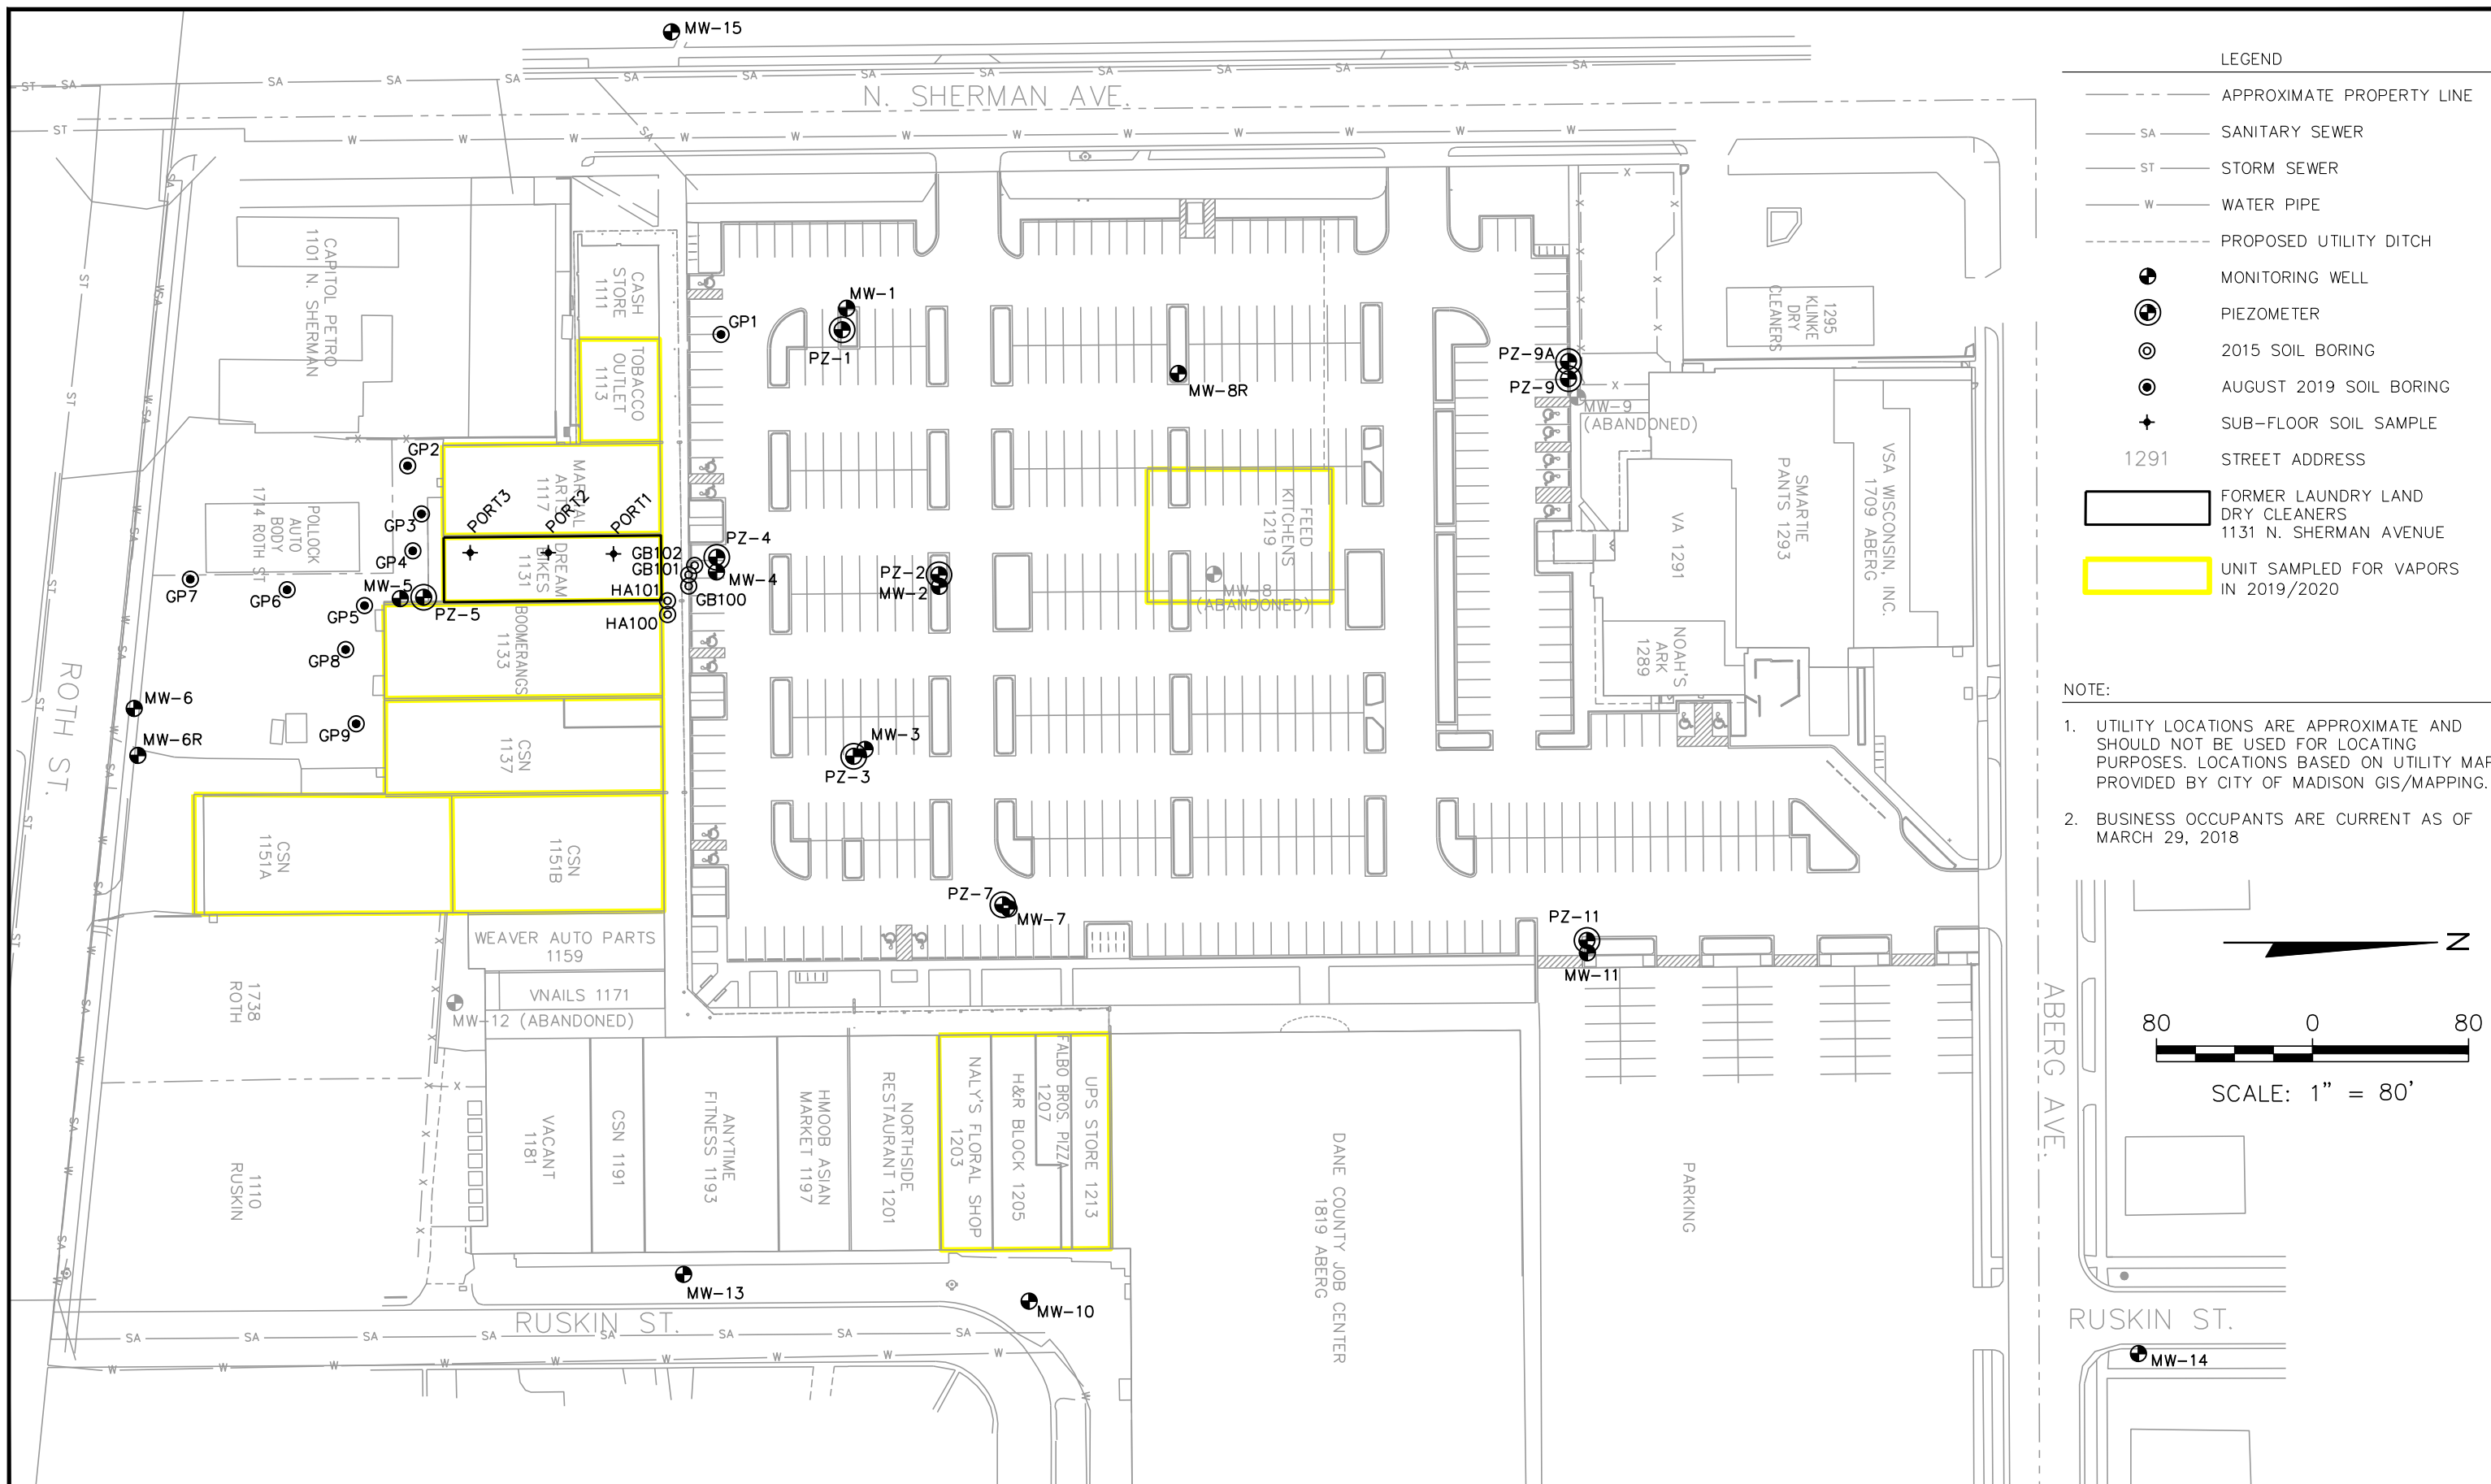 MW-15
N. SHERMAN AVE.
CAPITOL PETRO
1101 N. SHERMAN
CASH
STORE
1111
TOBACCO
OUTLET
1113
GP1
MW-1
PZ-1
MW-8R
PZ-9A
PZ-9
MW-9
(ABANDONED)
1295
KLINKE
DRY
CLEANERS
GP2
GP3
GP4
GP5
GP6
GP7
GP8
GP9
POLLOCK
AUTO
BODY
1714 ROTH ST
MARTIAL
ARTS
1117
PORT3
PORT2
PORT1
DREAM
BIKES
1131
GB102
GB101
GB100
HA101
HA100
PZ-4
MW-4
MW-5
PZ-5
PZ-2
MW-2
FEED
KITCHENS
1219
MW-8
(ABANDONED)
VA 1291
SMARTIE
PANTS 1293
VSA WISCONSIN, INC.
1709 ABERG
NOAH'S
ARK
1289
BOOMERANGS
1133
MW-6
MW-6R
ROTH ST.
CSN
1137
MW-3
PZ-3
CSN
1151A
CSN
1151B
PZ-7
MW-7
PZ-11
MW-11
WEAVER AUTO PARTS
1159
VNAILS 1171
MW-12 (ABANDONED)
1738
ROTH
1110
RUSKIN
VACANT
1181
CSN 1191
ANYTIME
FITNESS 1193
HMOOB ASIAN
MARKET 1197
NORTHSIDE
RESTAURANT 1201
NALY'S FLORAL SHOP
1203
H&R BLOCK 1205
FALBO BROS. PIZZA
1207
UPS STORE 1213
DANE COUNTY JOB CENTER
1819 ABERG
PARKING
ABERG AVE.
MW-13
MW-10
RUSKIN ST.
RUSKIN ST.
MW-14
LEGEND
APPROXIMATE PROPERTY LINE
SA SANITARY SEWER
ST STORM SEWER
W WATER PIPE
PROPOSED UTILITY DITCH
MONITORING WELL
PIEZOMETER
2015 SOIL BORING
AUGUST 2019 SOIL BORING
SUB-FLOOR SOIL SAMPLE
1291 STREET ADDRESS
FORMER LAUNDRY LAND
DRY CLEANERS
1131 N. SHERMAN AVENUE
UNIT SAMPLED FOR VAPORS
IN 2019/2020
NOTE:
1. UTILITY LOCATIONS ARE APPROXIMATE AND
SHOULD NOT BE USED FOR LOCATING
PURPOSES. LOCATIONS BASED ON UTILITY MAP
PROVIDED BY CITY OF MADISON GIS/MAPPING.
2. BUSINESS OCCUPANTS ARE CURRENT AS OF
MARCH 29, 2018
N
80 0 80
SCALE: 1" = 80'